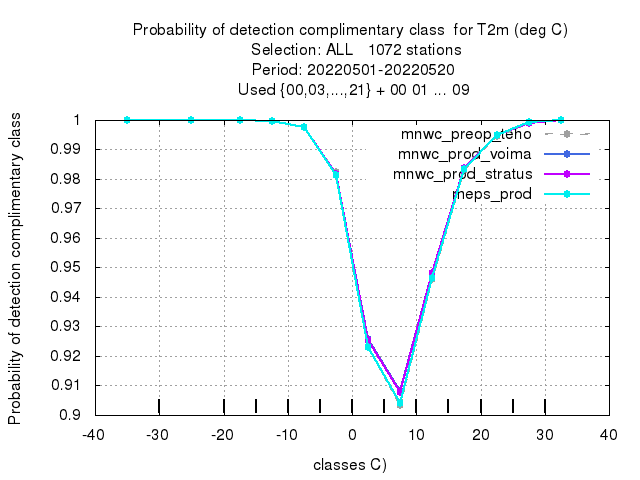 Probability of detection complimentary class  for T2m (deg C)
Selection: ALL   1072 stations
Period: 20220501-20220520
Used {00,03,...,21} + 00 01 ... 09
Probability of detection complimentary class
1
0.99
0.98
0.97
0.96
0.95
0.94
0.93
0.92
0.91
0.9
mnwc_preop_teho
mnwc_prod_voima
mnwc_prod_stratus
meps_prod
-40 -30 -20 -10 0 10 20 30 40
classes C)